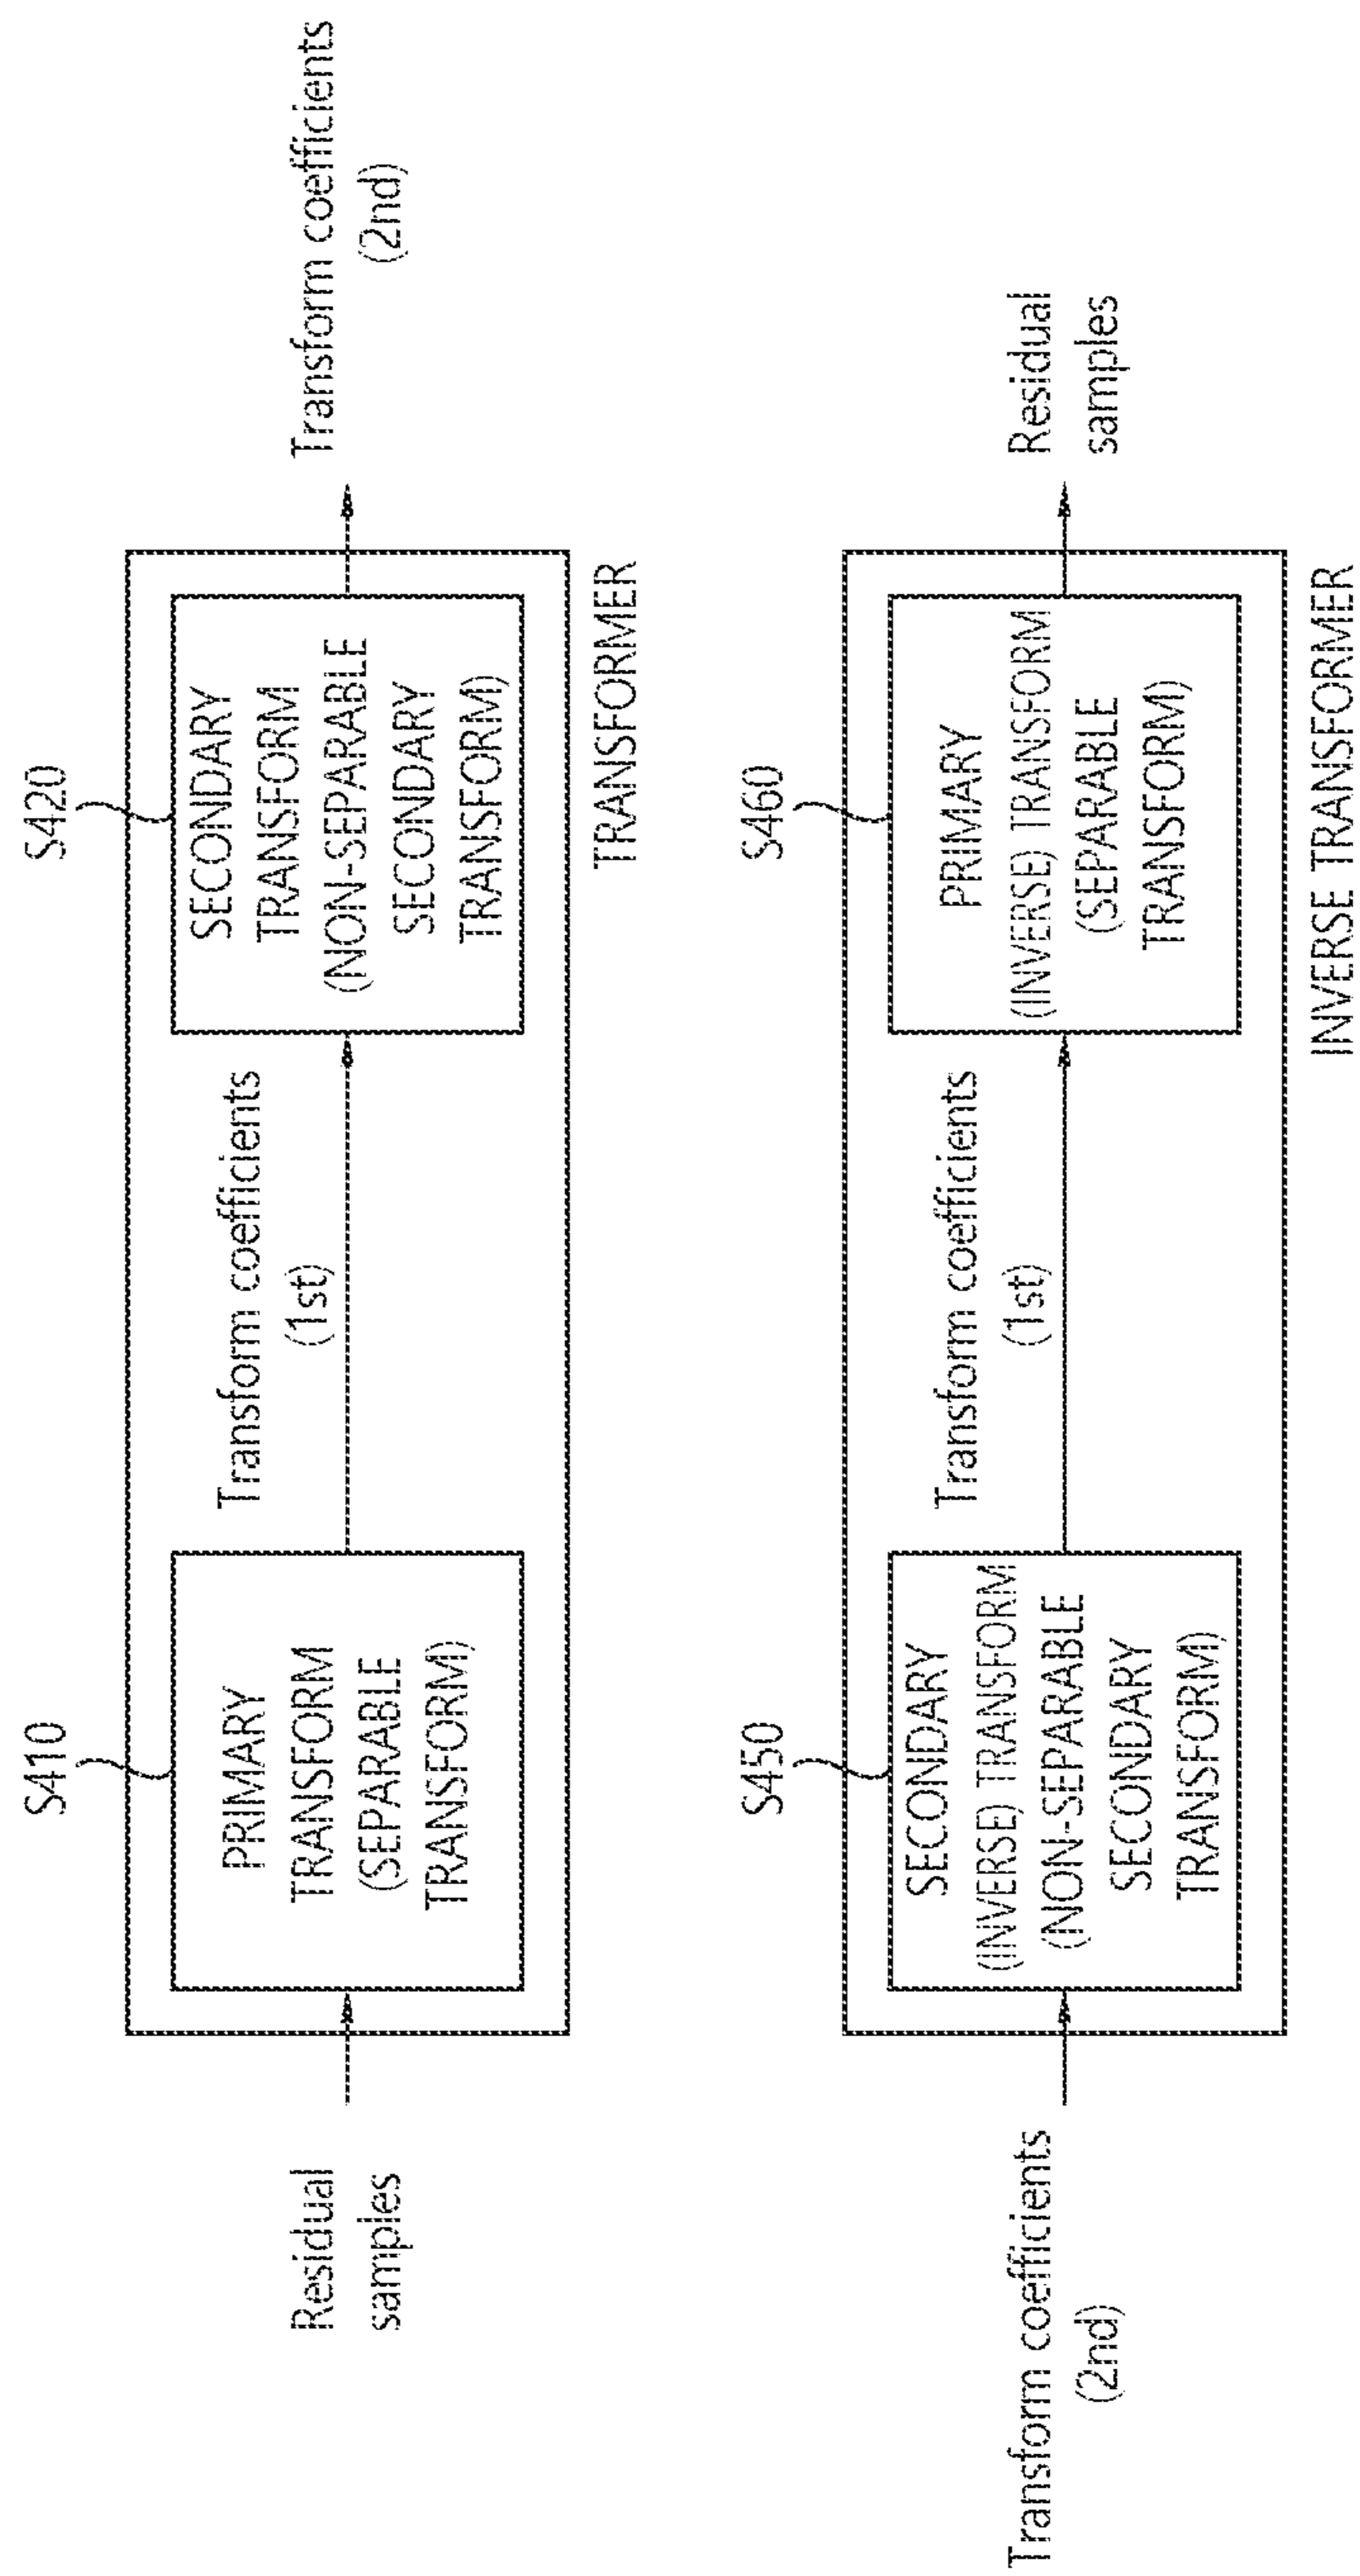 S410
S420
Residual
samples
PRIMARY
TRANSFORM
(SEPARABLE
TRANSFORM)
Transform coefficients
(1st)
SECONDARY
TRANSFORM
(NON-SEPARABLE
SECONDARY
TRANSFORM)
Transform coefficients
(2nd)
TRANSFORMER
S450
S460
Transform coefficients
(2nd)
SECONDARY
(INVERSE) TRANSFORM
(NON-SEPARABLE
SECONDARY
TRANSFORM)
Transform coefficients
(1st)
PRIMARY
(INVERSE) TRANSFORM
(SEPARABLE
TRANSFORM)
Residual
samples
INVERSE TRANSFORMER